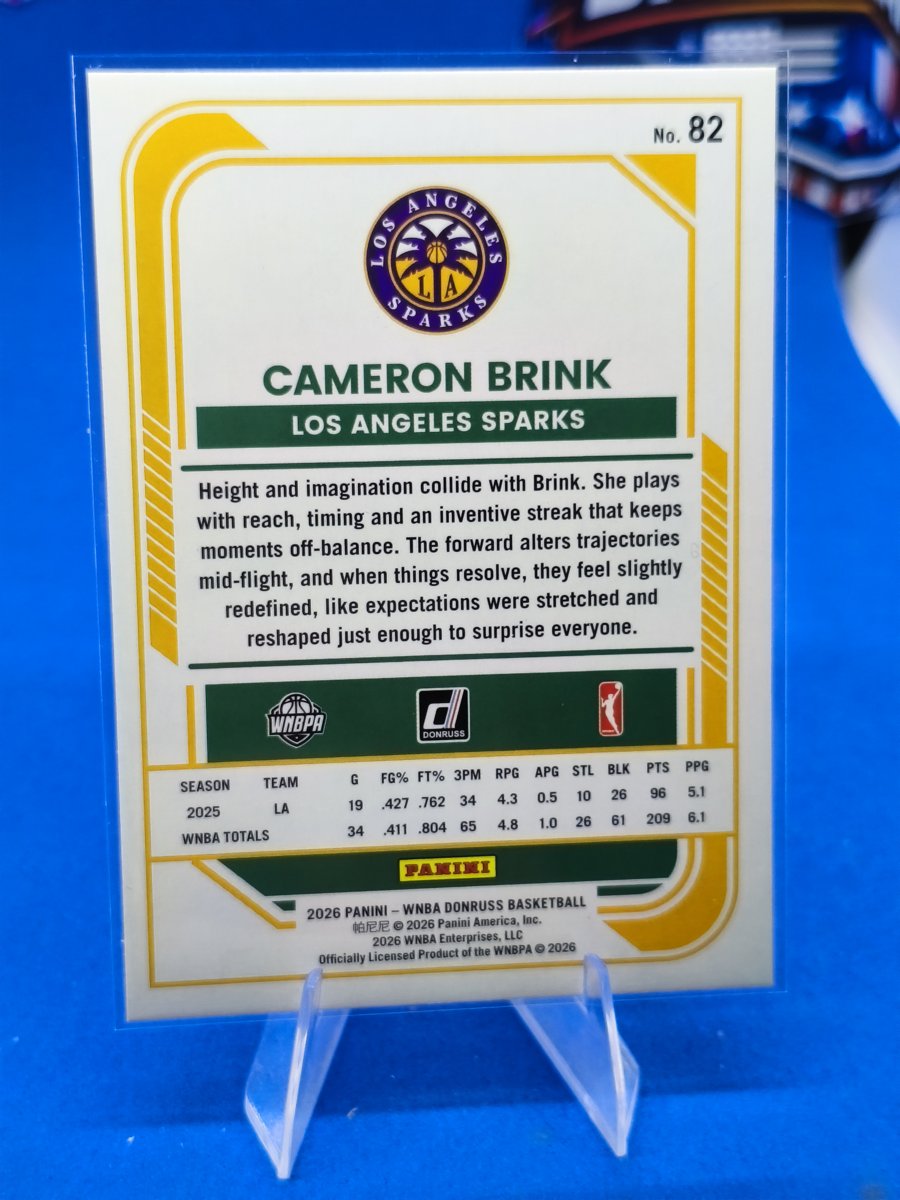 No. 82
LOS ANGELES
LA
SPARKS
CAMERON BRINK
LOS ANGELES SPARKS
Height and imagination collide with Brink. She plays
with reach, timing and an inventive streak that keeps
moments off-balance. The forward alters trajectories
mid-flight, and when things resolve, they feel slightly
redefined, like expectations were stretched and
reshaped just enough to surprise everyone.
WNBPA
d
DONRUSS
SEASON TEAM G FG% FT% 3PM RPG APG STL BLK PTS PPG
2025 LA 19 .427 .762 34 4.3 0.5 10 26 96 5.1
WNBA TOTALS 34 .411 .804 65 4.8 1.0 26 61 209 6.1
PANINI
2026 PANINI – WNBA DONRUSS BASKETBALL
帕尼尼 © 2026 Panini America, Inc.
2026 WNBA Enterprises, LLC
Officially Licensed Product of the WNBPA © 2026